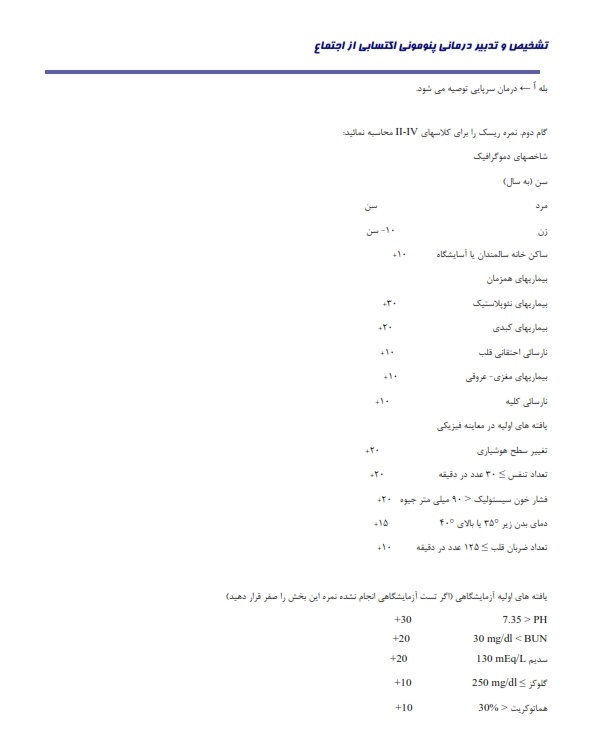 تشخیص و تدبیر درمانی پنومونی اکتسابی از اجتماع
بله أ ← درمان سرپایی توصیه می شود.
گام دوم. نمره ریسک را برای کلاسهای II-IV محاسبه نمائید:
شاخصهای دموگرافیک
سن (به سال)
مرد سن
زن ۱۰- سن
ساکن خانه سالمندان یا آسایشگاه ۱۰+
بیماریهای همزمان
بیماریهای نئوپلاستیک ۳۰+
بیماریهای کبدی ۲۰+
نارسائی احتقانی قلب ۱۰+
بیماریهای مغزی- عروقی ۱۰+
نارسائی کلیه ۱۰+
یافته های اولیه در معاینه فیزیکی
تغییر سطح هوشیاری ۲۰+
تعداد تنفس ≥ ۳۰ عدد در دقیقه ۲۰+
فشار خون سیستولیک < ۹۰ میلی متر جیوه ۲۰+
دمای بدن زیر ۳۵° یا بالای ۴۰° ۱۵+
تعداد ضربان قلب ≥ ۱۲۵ عدد در دقیقه ۱۰+
یافته های اولیه آزمایشگاهی (اگر تست آزمایشگاهی انجام نشده نمره این بخش را صفر قرار دهید)
7.35 > PH +30
30 mg/dl < BUN +20
سدیم 130 mEq/L +20
گلوکز ≥ 250 mg/dl +10
هماتوکریت < 30% +10